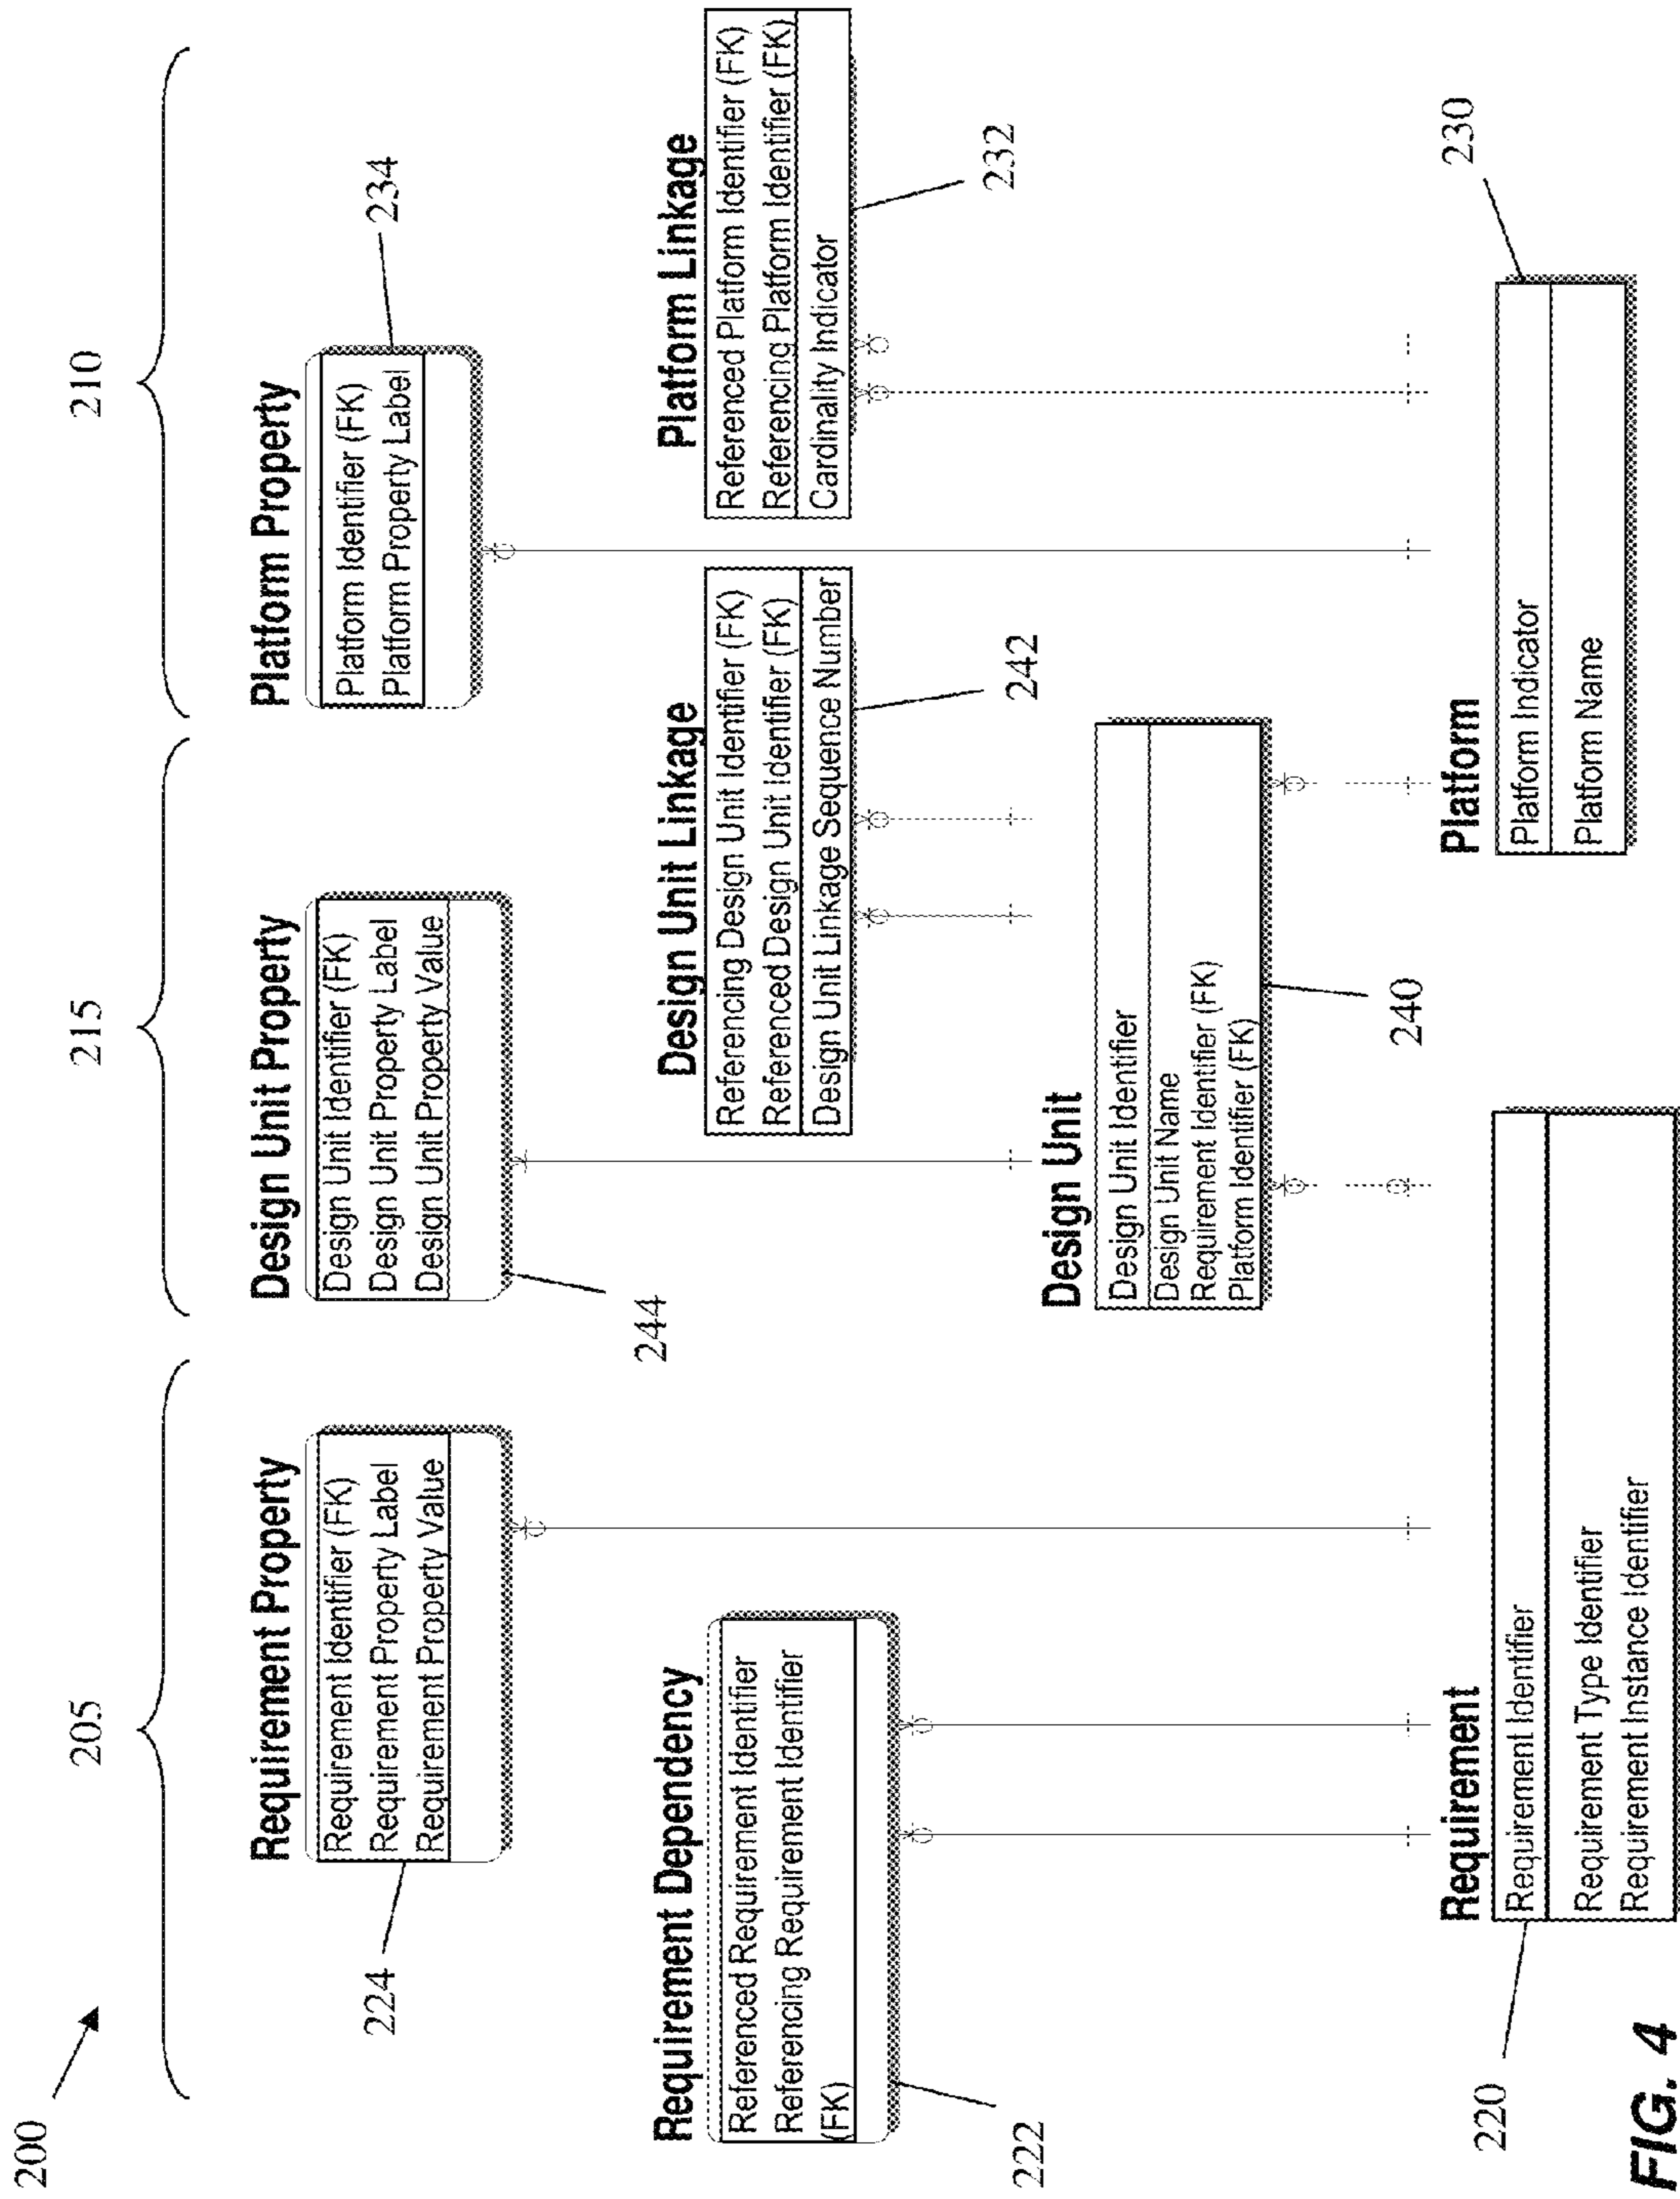 200
205
215
210
Requirement Property
Requirement Identifier (FK)
Requirement Property Label
Requirement Property Value
224
Design Unit Property
Design Unit Identifier (FK)
Design Unit Property Label
Design Unit Property Value
244
Platform Property
Platform Identifier (FK)
Platform Property Label
234
Requirement Dependency
Referenced Requirement Identifier
Referencing Requirement Identifier
(FK)
222
Design Unit Linkage
Referencing Design Unit Identifier (FK)
Referenced Design Unit Identifier (FK)
Design Unit Linkage Sequence Number
242
Platform Linkage
Referenced Platform Identifier (FK)
Referencing Platform Identifier (FK)
Cardinality Indicator
232
Design Unit
Design Unit Identifier
Design Unit Name
Requirement Identifier (FK)
Platform Identifier (FK)
240
Requirement
Requirement Identifier
Requirement Type Identifier
Requirement Instance Identifier
220
Platform
Platform Indicator
Platform Name
230
FIG. 4